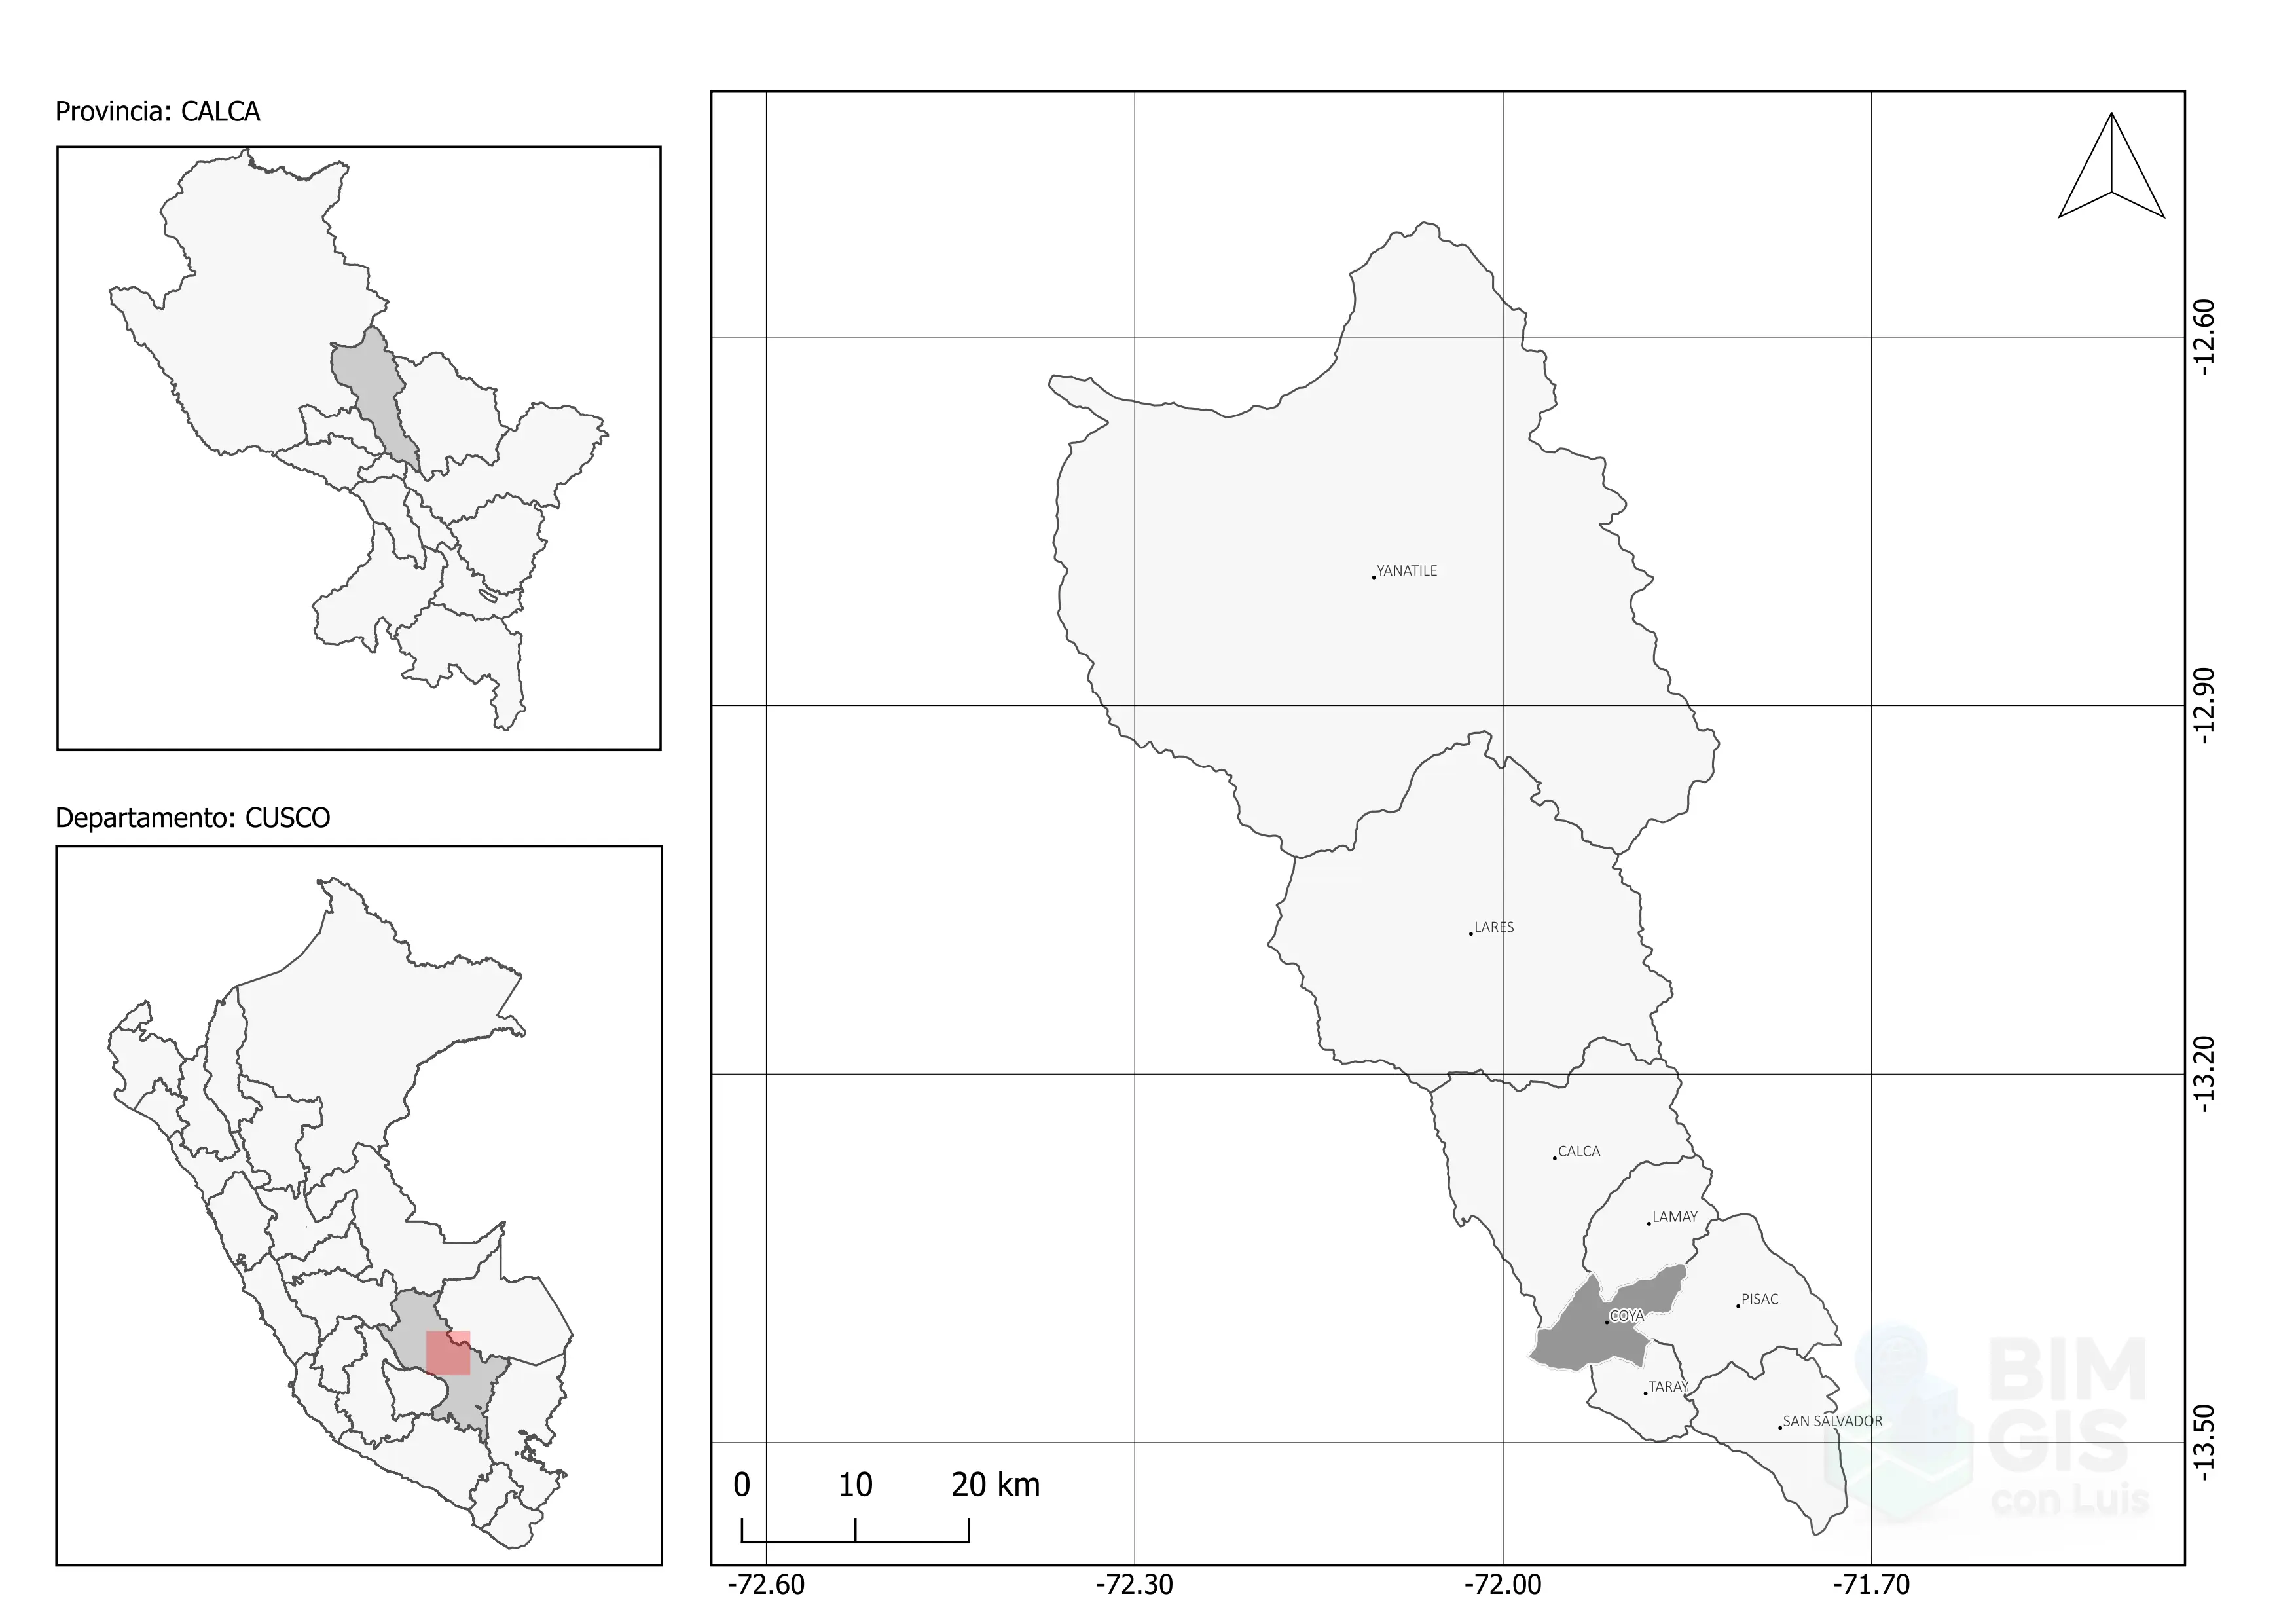 Provincia: CALCA
Departamento: CUSCO
YANATILE
LARES
CALCA
LAMAY
PISAC
COYA
TARAY
SAN SALVADOR
-12.60
-12.90
-13.20
-13.50
0 10 20 km
-72.60 -72.30 -72.00 -71.70
BIM
GIS
con Luis